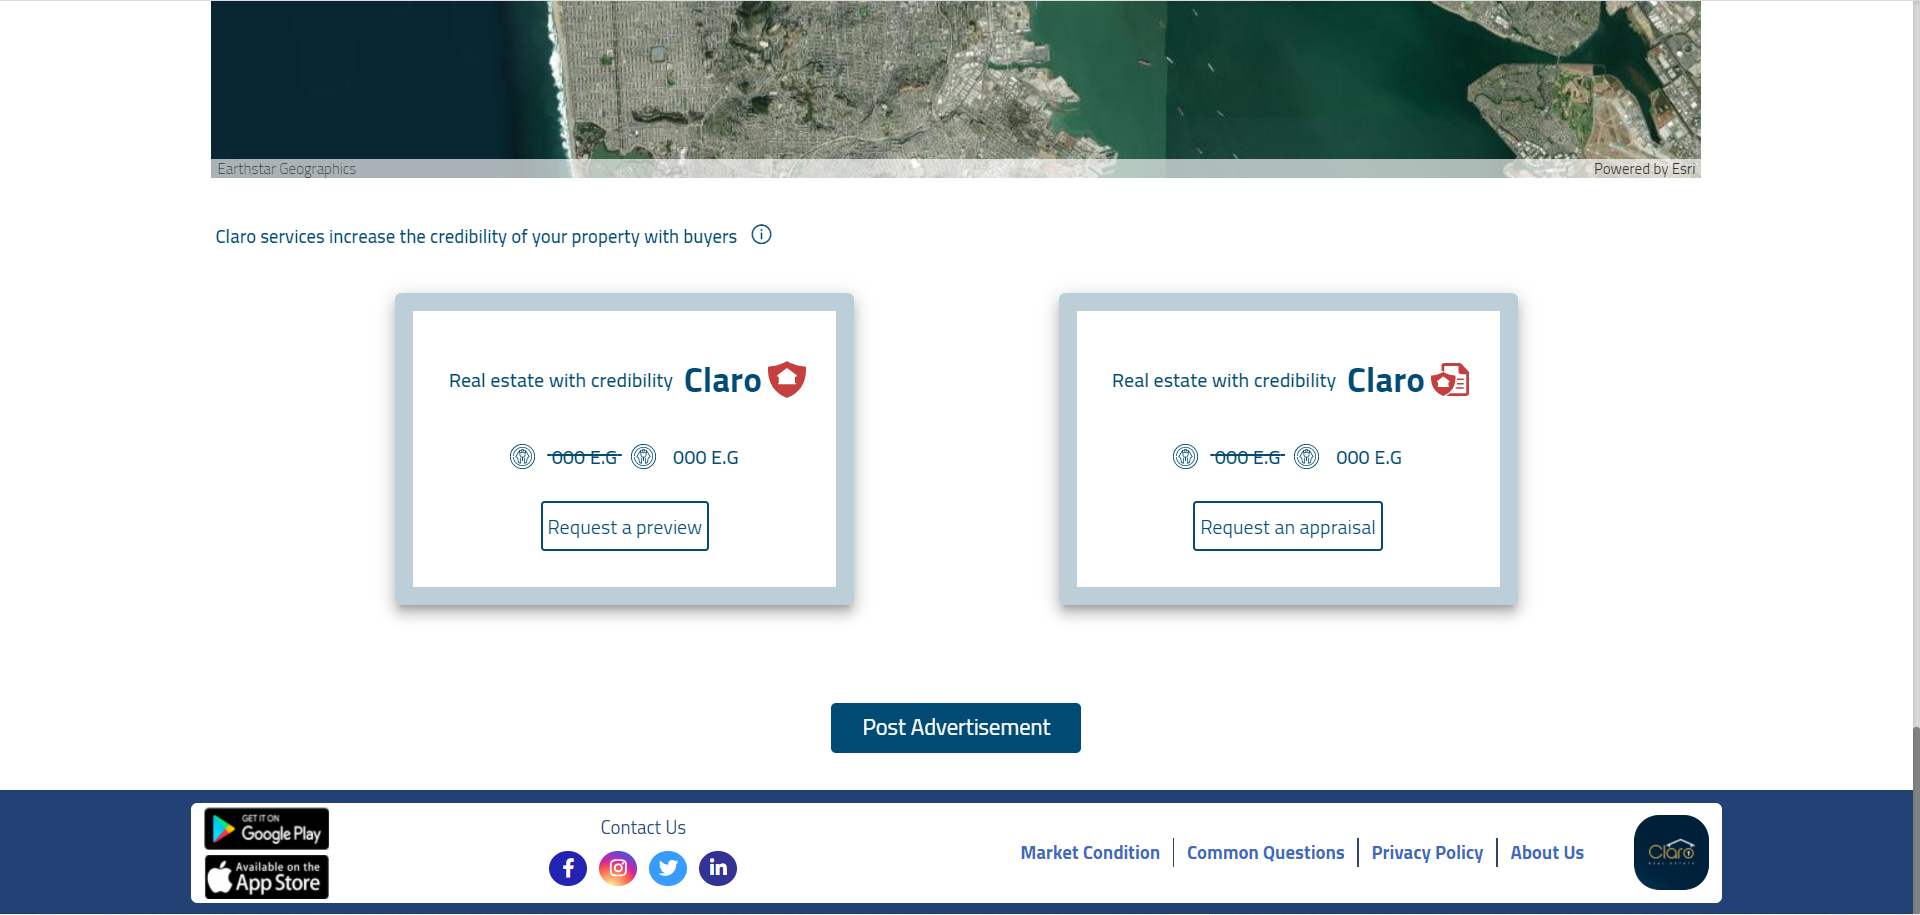 Earthstar Geographics
Powered by Esri
Claro services increase the credibility of your property with buyers
Real estate with credibility Claro
000 E.G 000 E.G
Request a preview
Real estate with credibility Claro
000 E.G 000 E.G
Request an appraisal
Post Advertisement
GET IT ON
Google Play
Available on the
App Store
Contact Us
Market Condition
Common Questions
Privacy Policy
About Us
Claro
REAL ESTATE